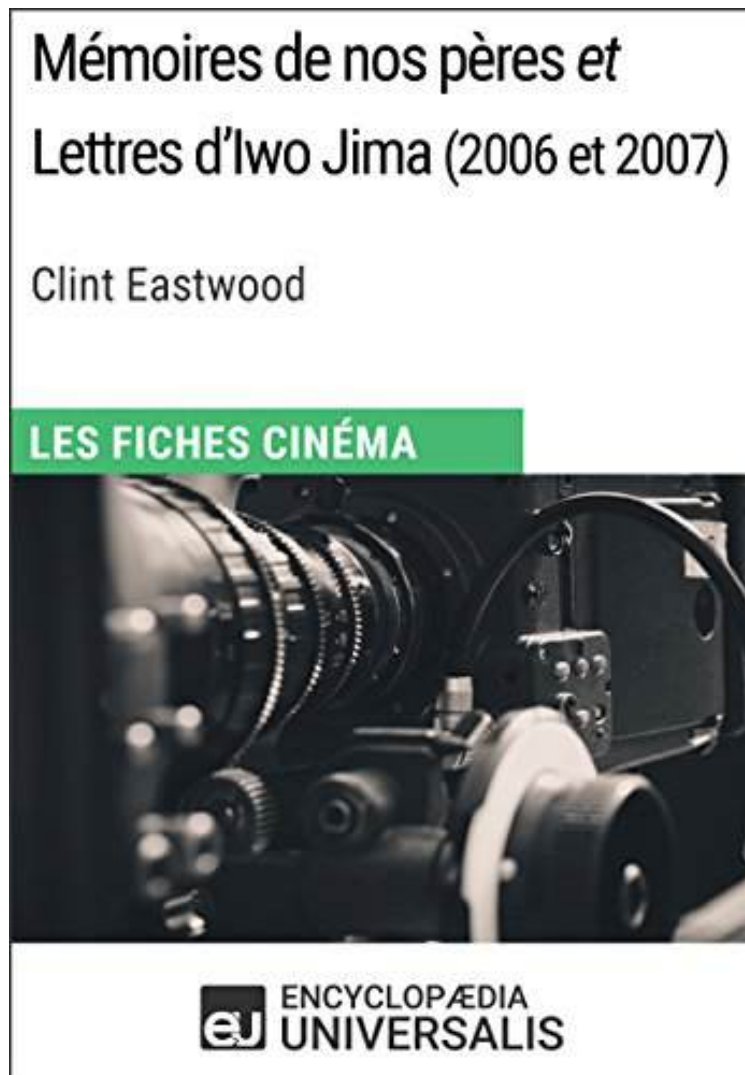 Mémoires de nos pères et
Lettres d'Iwo Jima (2006 et 2007)
Clint Eastwood
LES FICHES CINÉMA
eu ENCYCLOPÆDIA
UNIVERSALIS